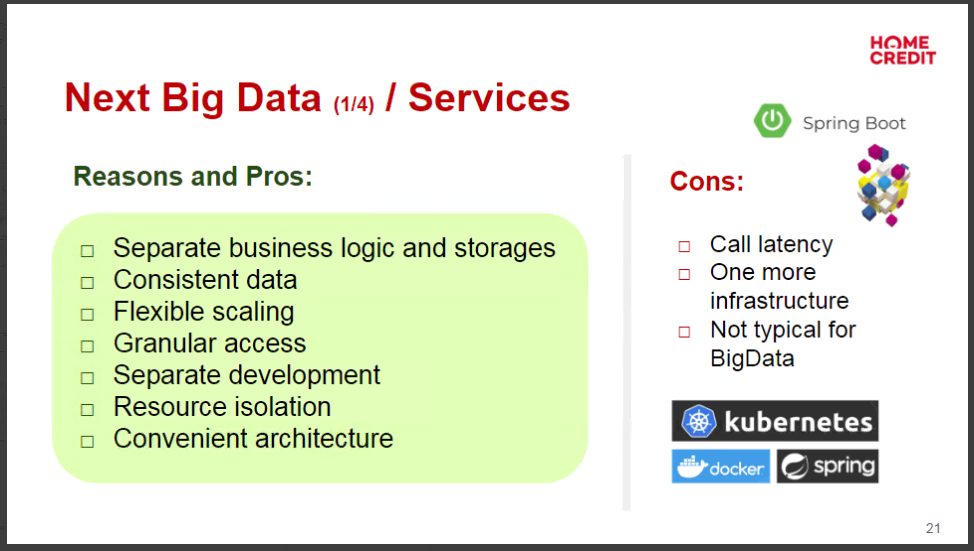 HOME
CREDIT
Next Big Data (1/4) / Services
Spring Boot
Reasons and Pros:
Separate business logic and storages
Consistent data
Flexible scaling
Granular access
Separate development
Resource isolation
Convenient architecture
Cons:
Call latency
One more
infrastructure
Not typical for
BigData
kubernetes
docker
spring
21